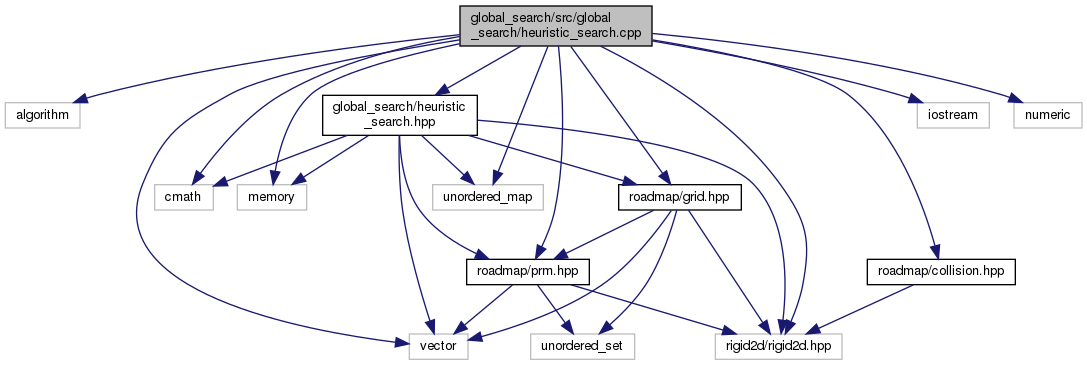 global_search/src/global
_search/heuristic_search.cpp
algorithm
global_search/heuristic
_search.hpp
iostream
numeric
cmath
memory
unordered_map
roadmap/grid.hpp
roadmap/prm.hpp
roadmap/collision.hpp
vector
unordered_set
rigid2d/rigid2d.hpp